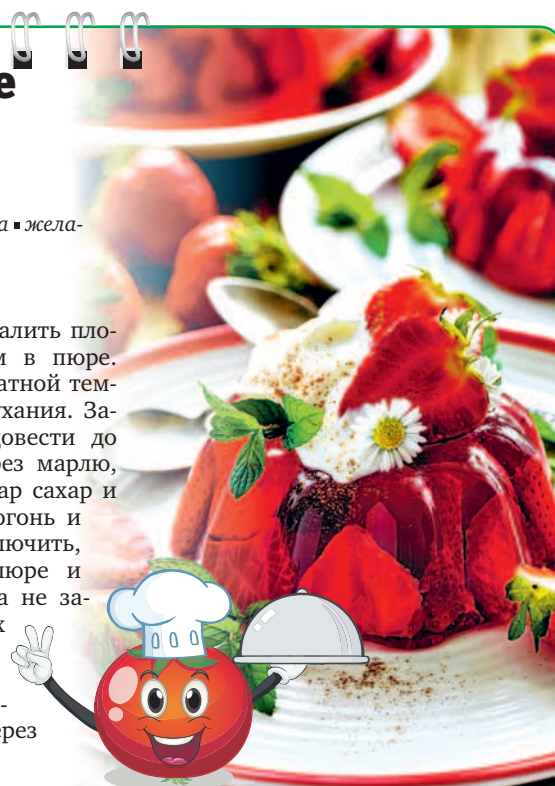 е
а ▪ жела-
алить пло-
м в пюре.
атной тем-
ухания. За-
довести до
рез марлю,
ар сахар и
огонь и
лючить,
пюре и
а не за-
х
-
ерез